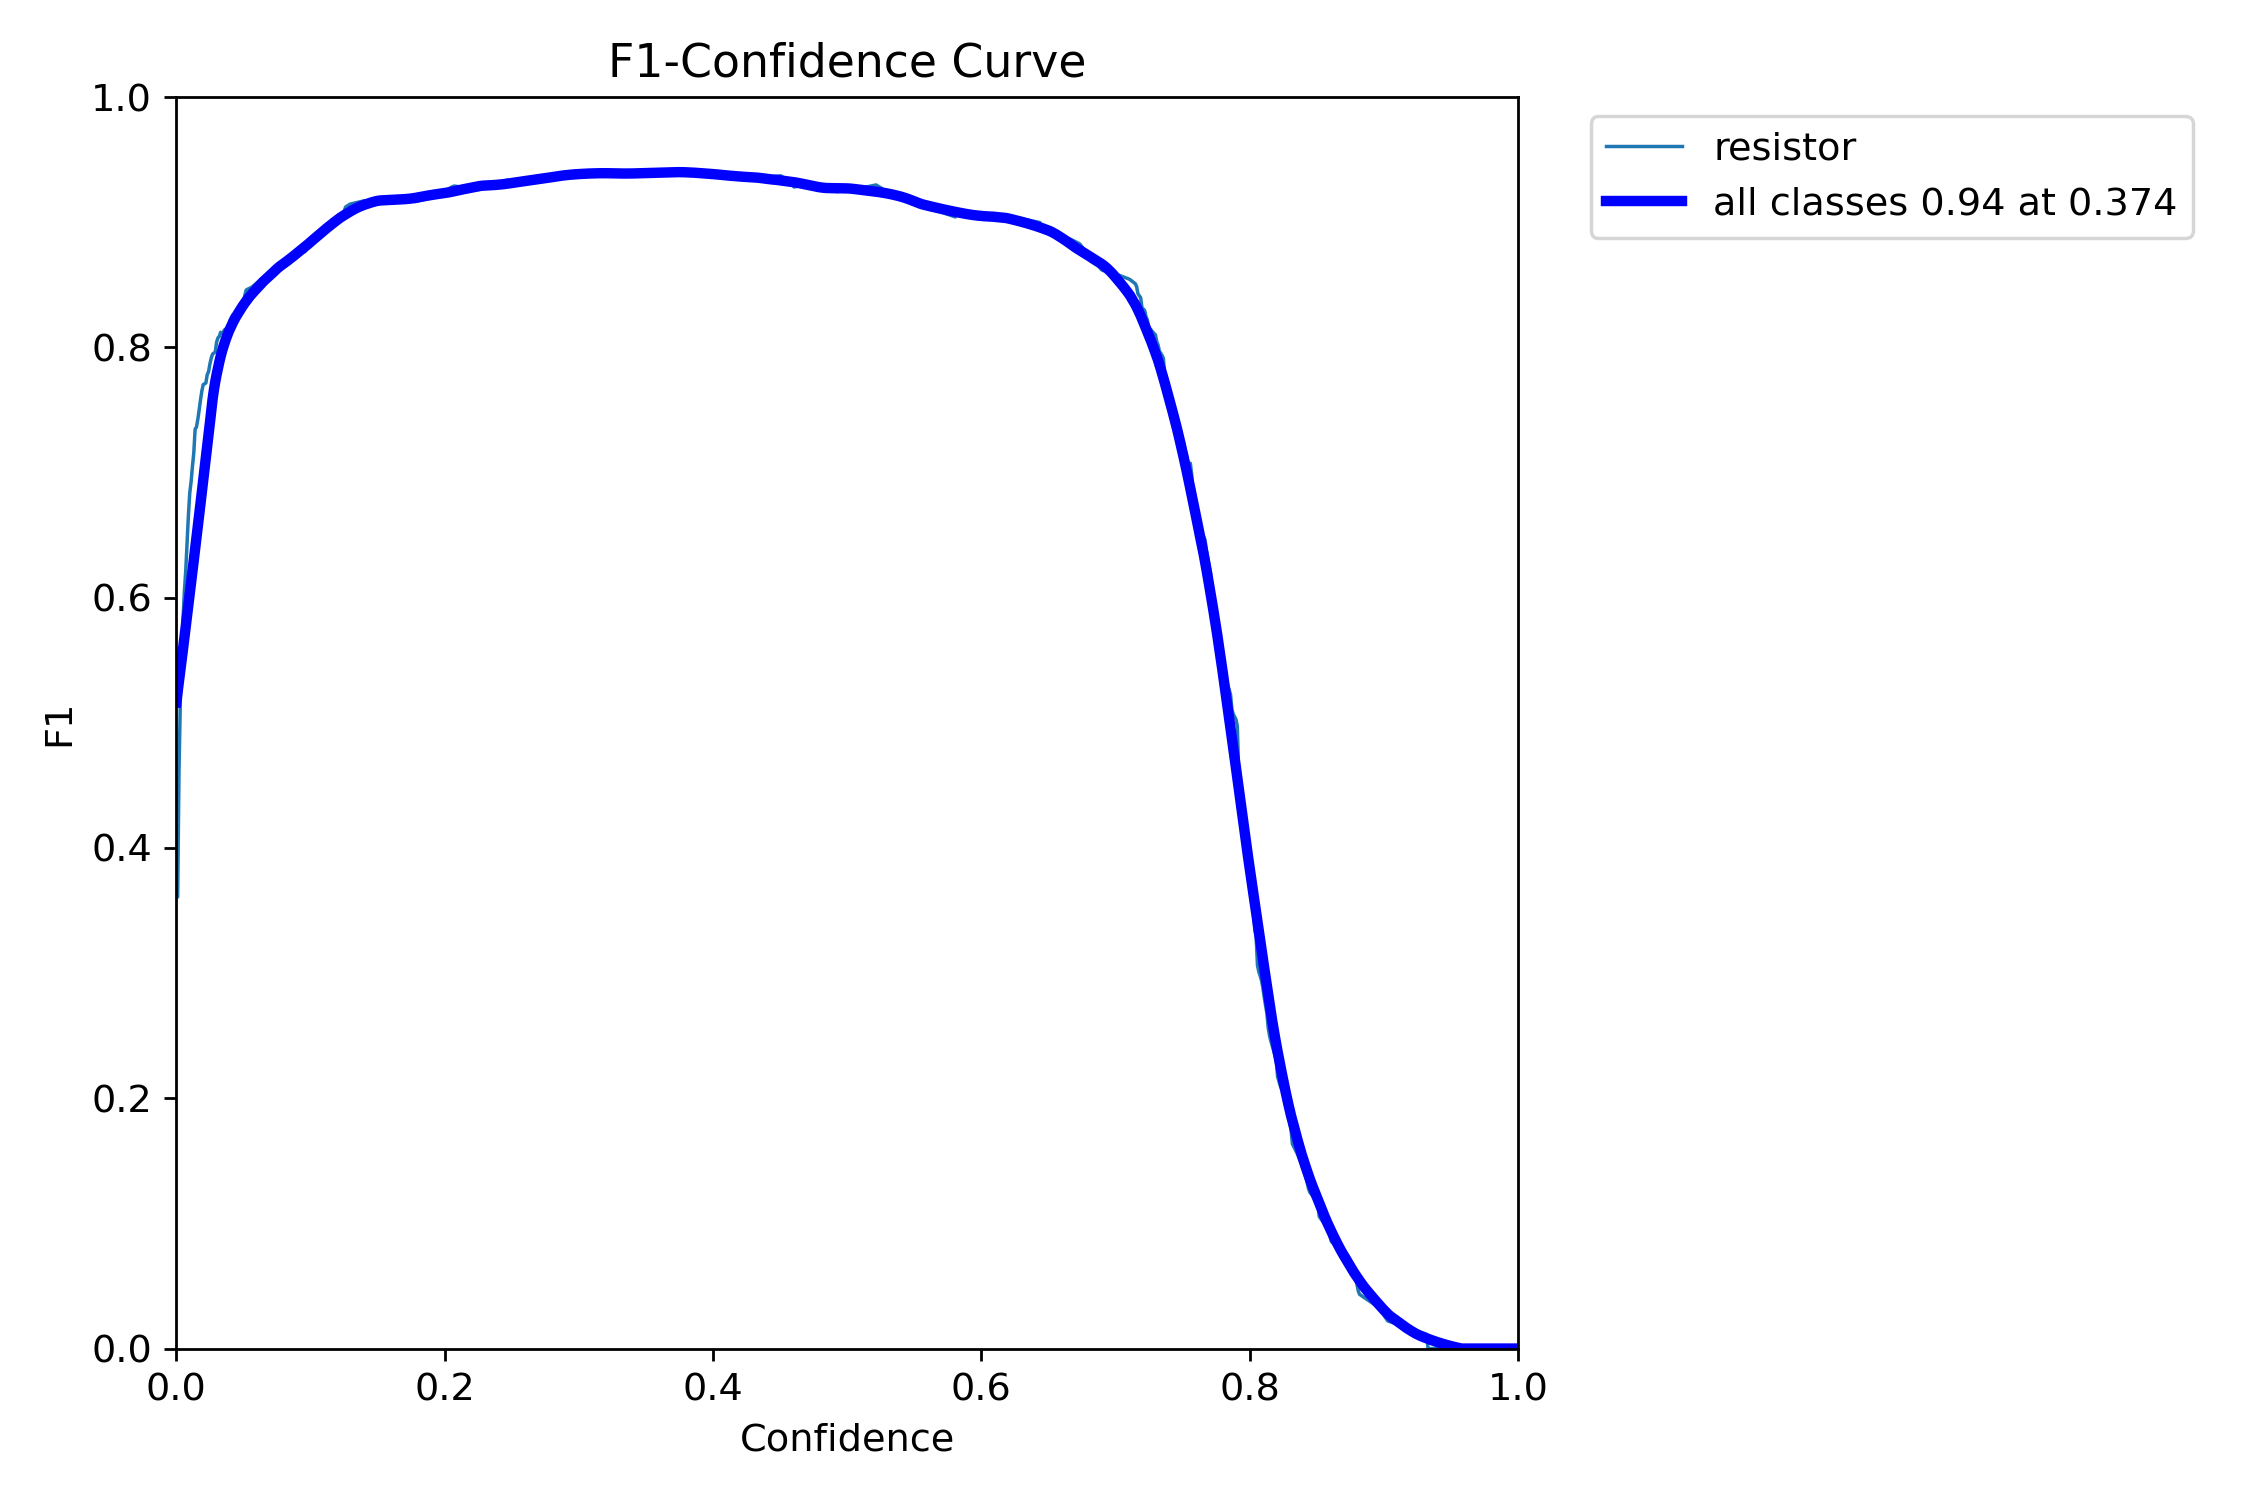 F1-Confidence Curve
resistor
all classes 0.94 at 0.374
1.0
0.8
0.6
0.4
0.2
0.0
F1
0.0 0.2 0.4 0.6 0.8 1.0
Confidence